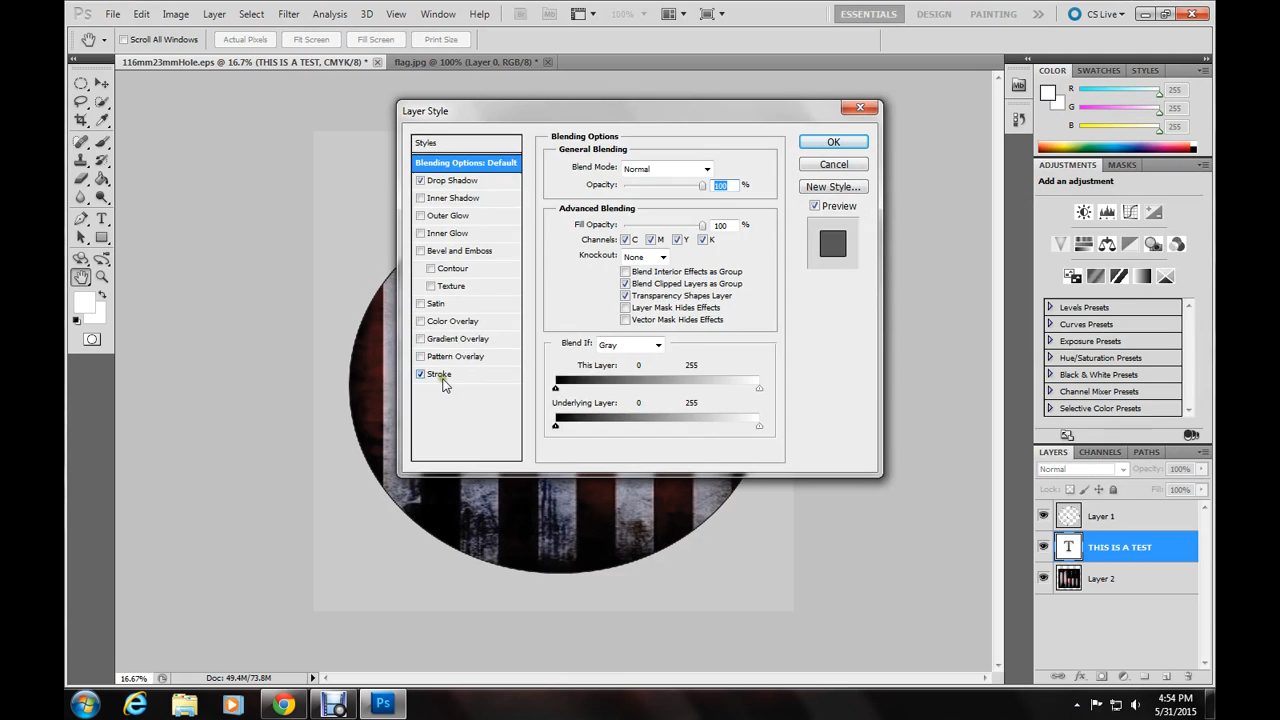 Ps File Edit Image Layer Select Filter Analysis 3D View Window Help Br Mb 100% ESSENTIALS DESIGN PAINTING CS Live
Scroll All Windows Actual Pixels Fit Screen Fill Screen Print Size
116mm23mmHole.eps @ 16.7% (THIS IS A TEST, CMYK/8) * flag.jpg @ 100% (Layer 0, RGB/8) *
Layer Style
Styles
Blending Options: Default
Drop Shadow
Inner Shadow
Outer Glow
Inner Glow
Bevel and Emboss
Contour
Texture
Satin
Color Overlay
Gradient Overlay
Pattern Overlay
Stroke
Blending Options
General Blending
Blend Mode: Normal
Opacity: 100 %
Advanced Blending
Fill Opacity: 100 %
Channels: C M Y K
Knockout: None
Blend Interior Effects as Group
Blend Clipped Layers as Group
Transparency Shapes Layer
Layer Mask Hides Effects
Vector Mask Hides Effects
Blend If: Gray
This Layer: 0 255
Underlying Layer: 0 255
OK
Cancel
New Style...
Preview
Mb
COLOR SWATCHES STYLES
R 255
G 255
B 255
ADJUSTMENTS MASKS
Add an adjustment
Levels Presets
Curves Presets
Exposure Presets
Hue/Saturation Presets
Black & White Presets
Channel Mixer Presets
Selective Color Presets
LAYERS CHANNELS PATHS
Normal Opacity: 100%
Lock: Fill: 100%
Layer 1
T THIS IS A TEST
Layer 2
16.67% Doc: 49.4M/73.8M
Ps
4:54 PM
5/31/2015